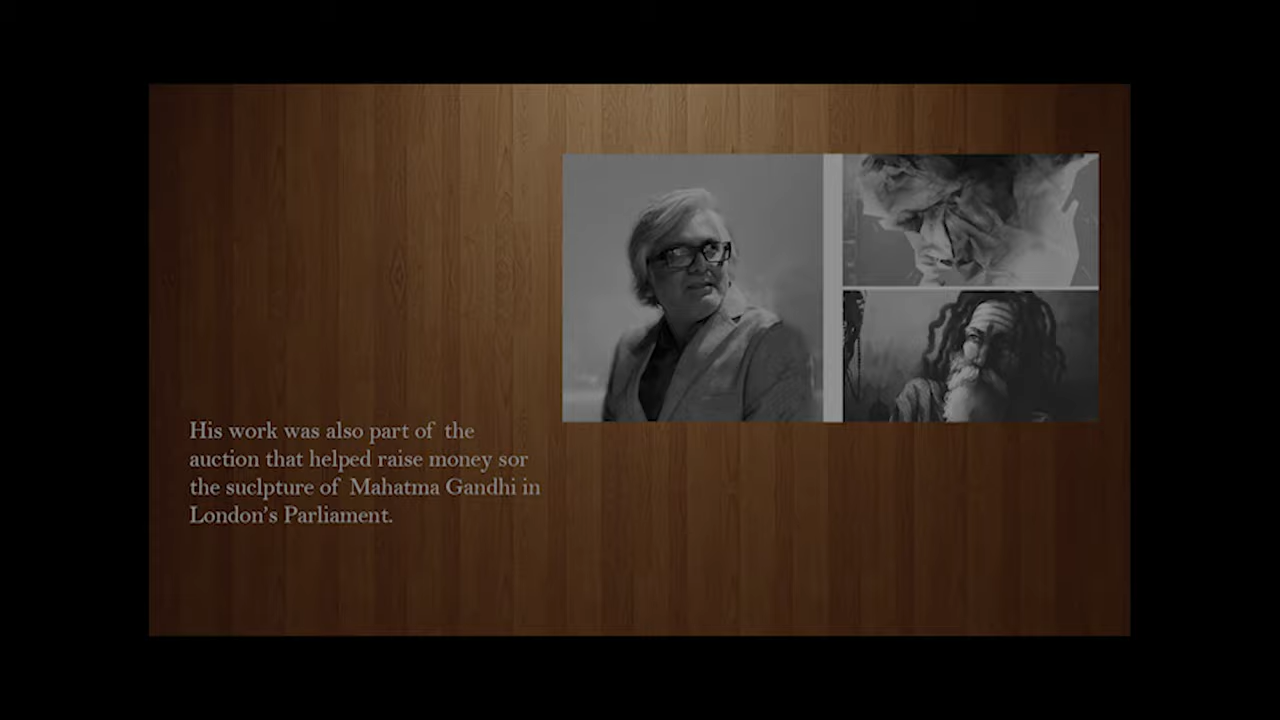 His work was also part of the
auction that helped raise money sor
the suclpture of Mahatma Gandhi in
London's Parliament.